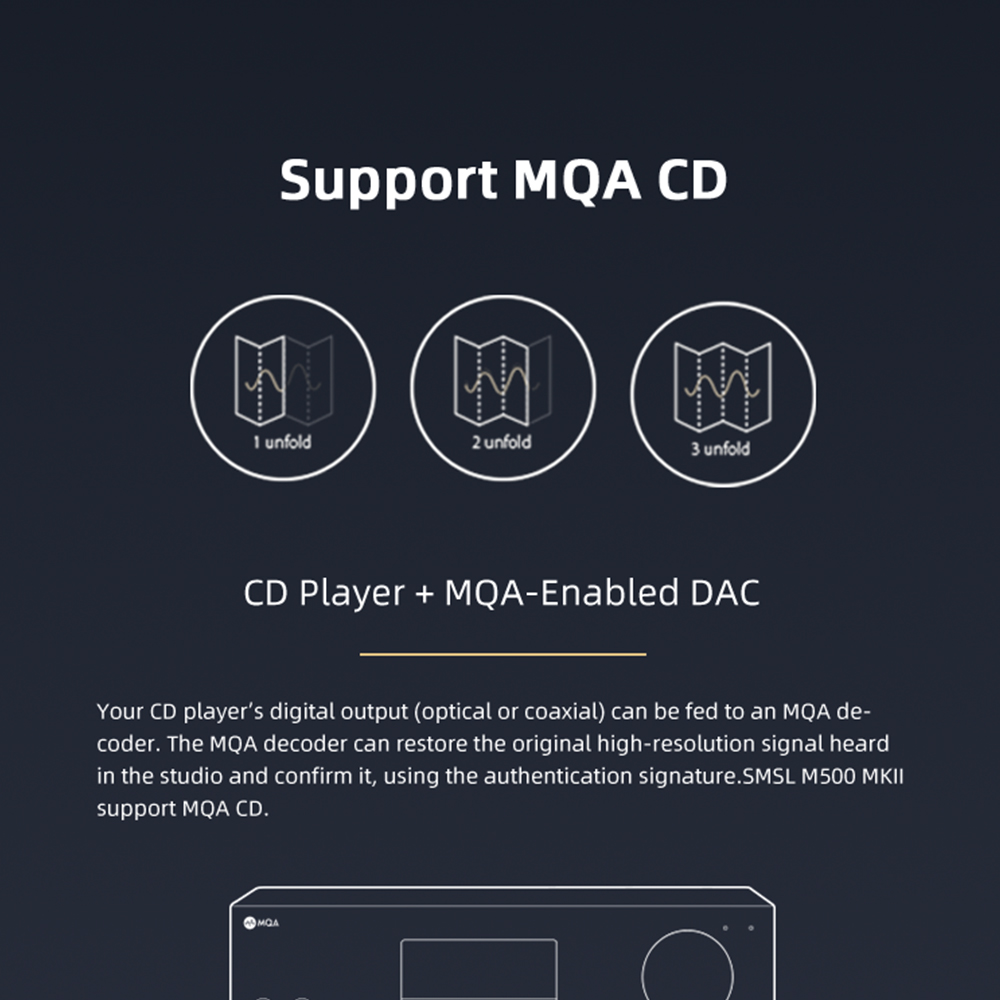 Support MQA CD
1 unfold
2 unfold
3 unfold
CD Player + MQA-Enabled DAC
Your CD player’s digital output (optical or coaxial) can be fed to an MQA de-
coder. The MQA decoder can restore the original high-resolution signal heard
in the studio and confirm it, using the authentication signature.SMSL M500 MKII
support MQA CD.
MQA